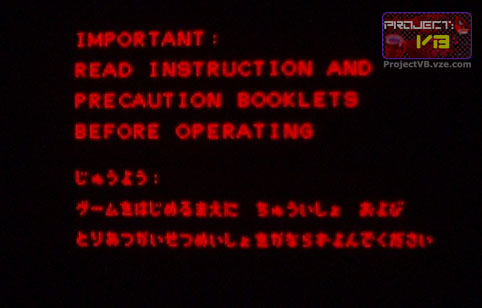 PROJECT:
VB
ProjectVB.vze.com
IMPORTANT:
READ INSTRUCTION AND
PRECAUTION BOOKLETS
BEFORE OPERATING
じゅうよう:
ゲームをはじめるまえに ちゅういしょ および
とりあつかいせつめいしょをかならずよんでください